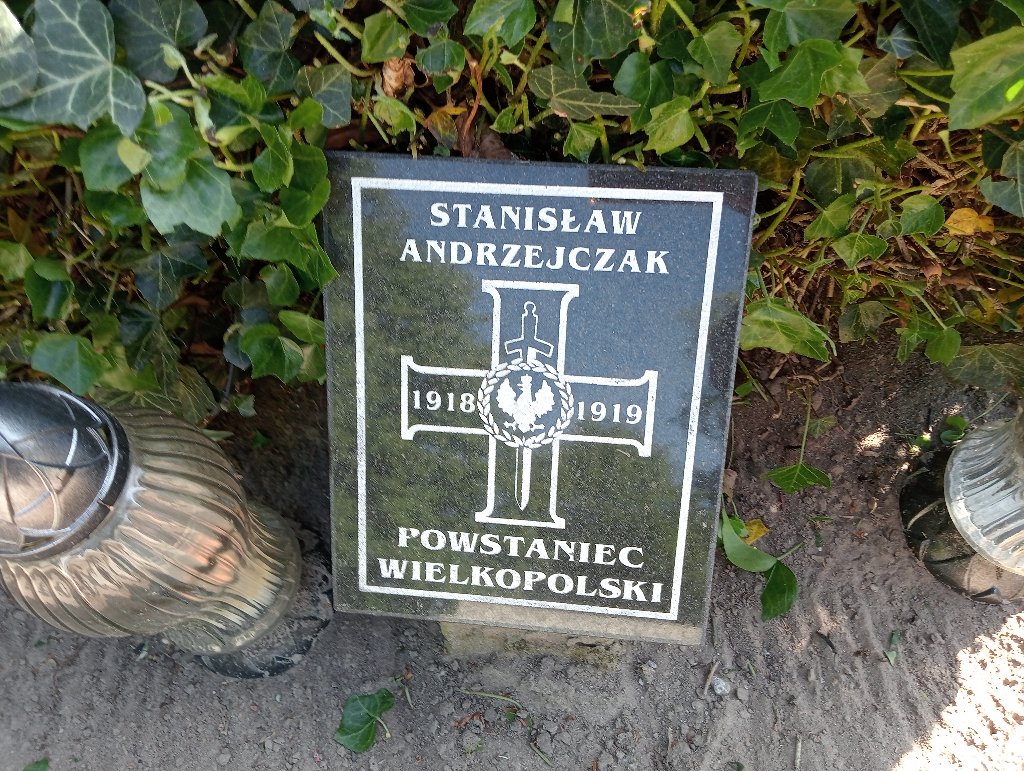 STANISŁAW
ANDRZEJCZAK
1918 1919
POWSTANIEC
WIELKOPOLSKI